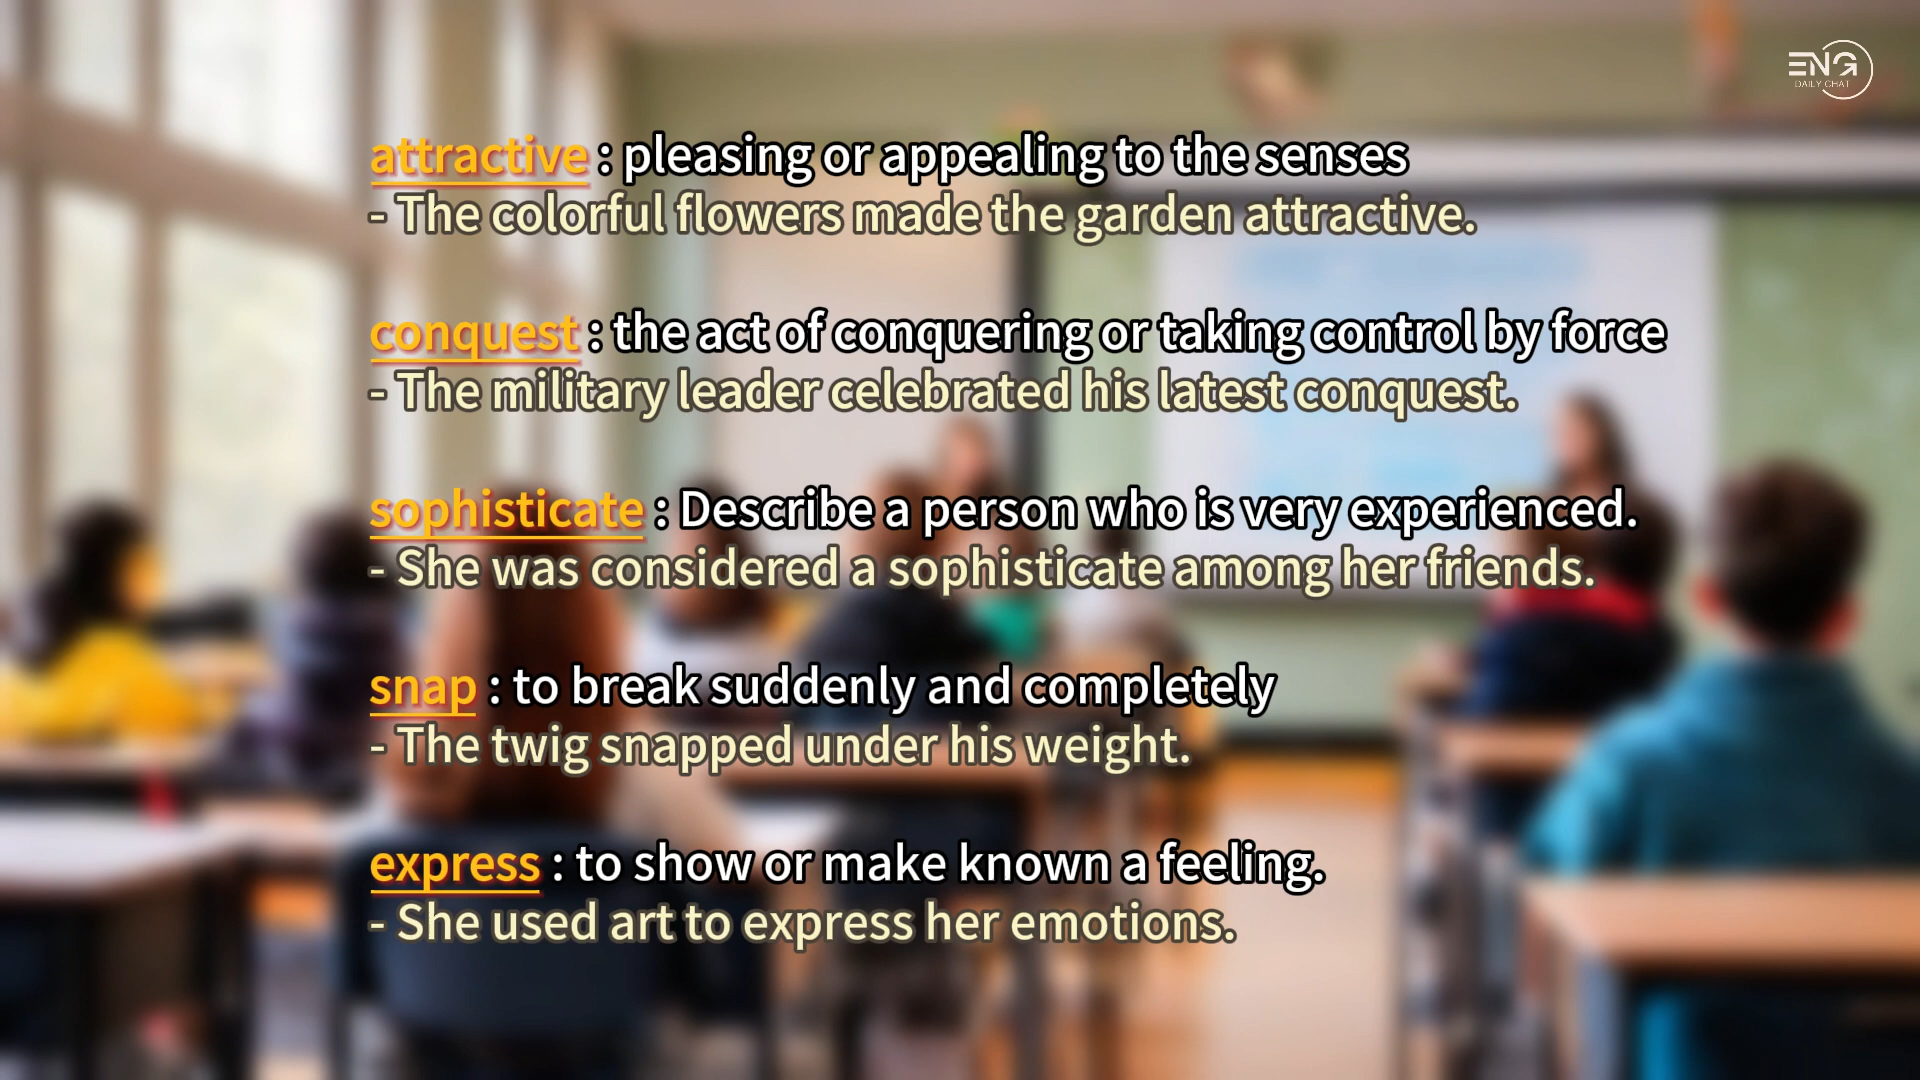 ENG
DAILY CHAT
attractive : pleasing or appealing to the senses
- The colorful flowers made the garden attractive.
conquest : the act of conquering or taking control by force
- The military leader celebrated his latest conquest.
sophisticate : Describe a person who is very experienced.
- She was considered a sophisticate among her friends.
snap : to break suddenly and completely
- The twig snapped under his weight.
express : to show or make known a feeling.
- She used art to express her emotions.